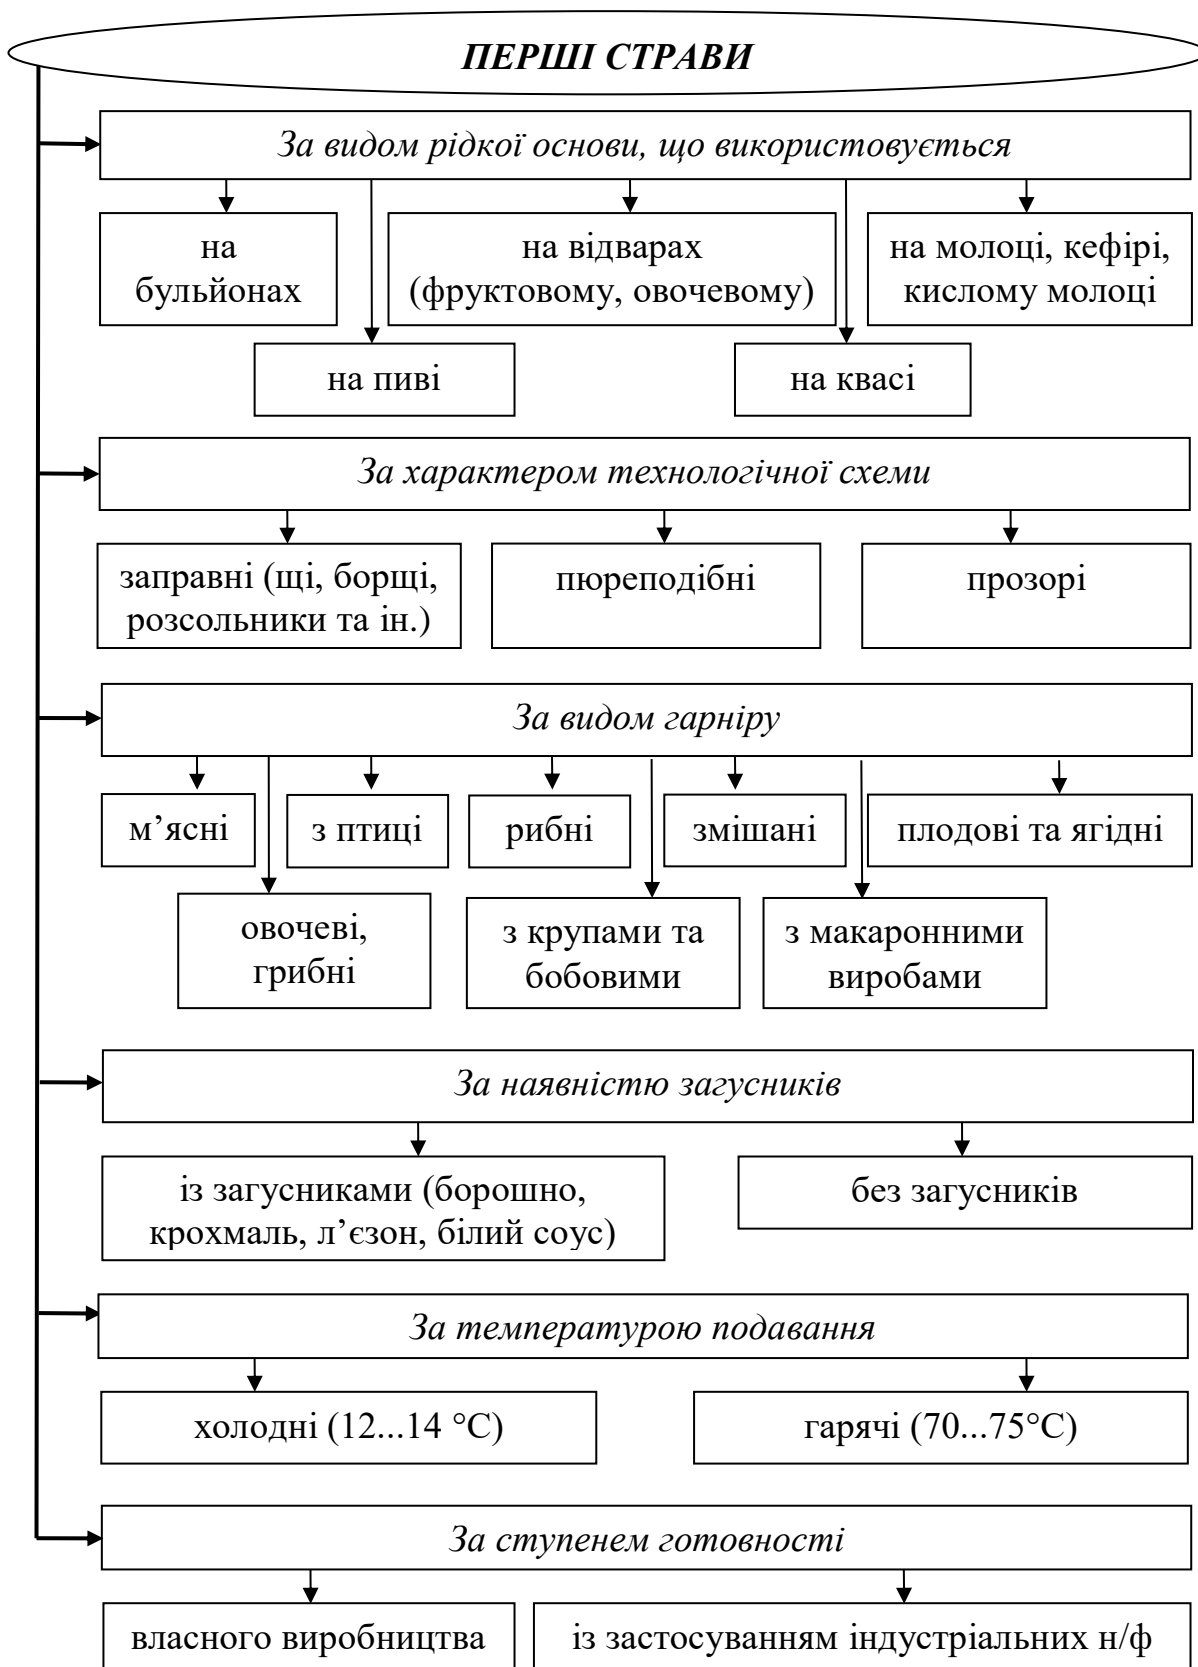 ПЕРШІ СТРАВИ
За видом рідкої основи, що використовується
на
бульйонах
на відварах
(фруктовому, овочевому)
на молоці, кефірі,
кислому молоці
на пиві
на квасі
За характером технологічної схеми
заправні (щі, борщі,
розсольники та ін.)
пюреподібні
прозорі
За видом гарніру
м’ясні
з птиці
рибні
змішані
плодові та ягідні
овочеві,
грибні
з крупами та
бобовими
з макаронними
виробами
За наявністю загусників
із загусниками (борошно,
крохмаль, л’єзон, білий соус)
без загусників
За температурою подавання
холодні (12...14 °С)
гарячі (70...75°С)
За ступенем готовності
власного виробництва
із застосуванням індустріальних н/ф